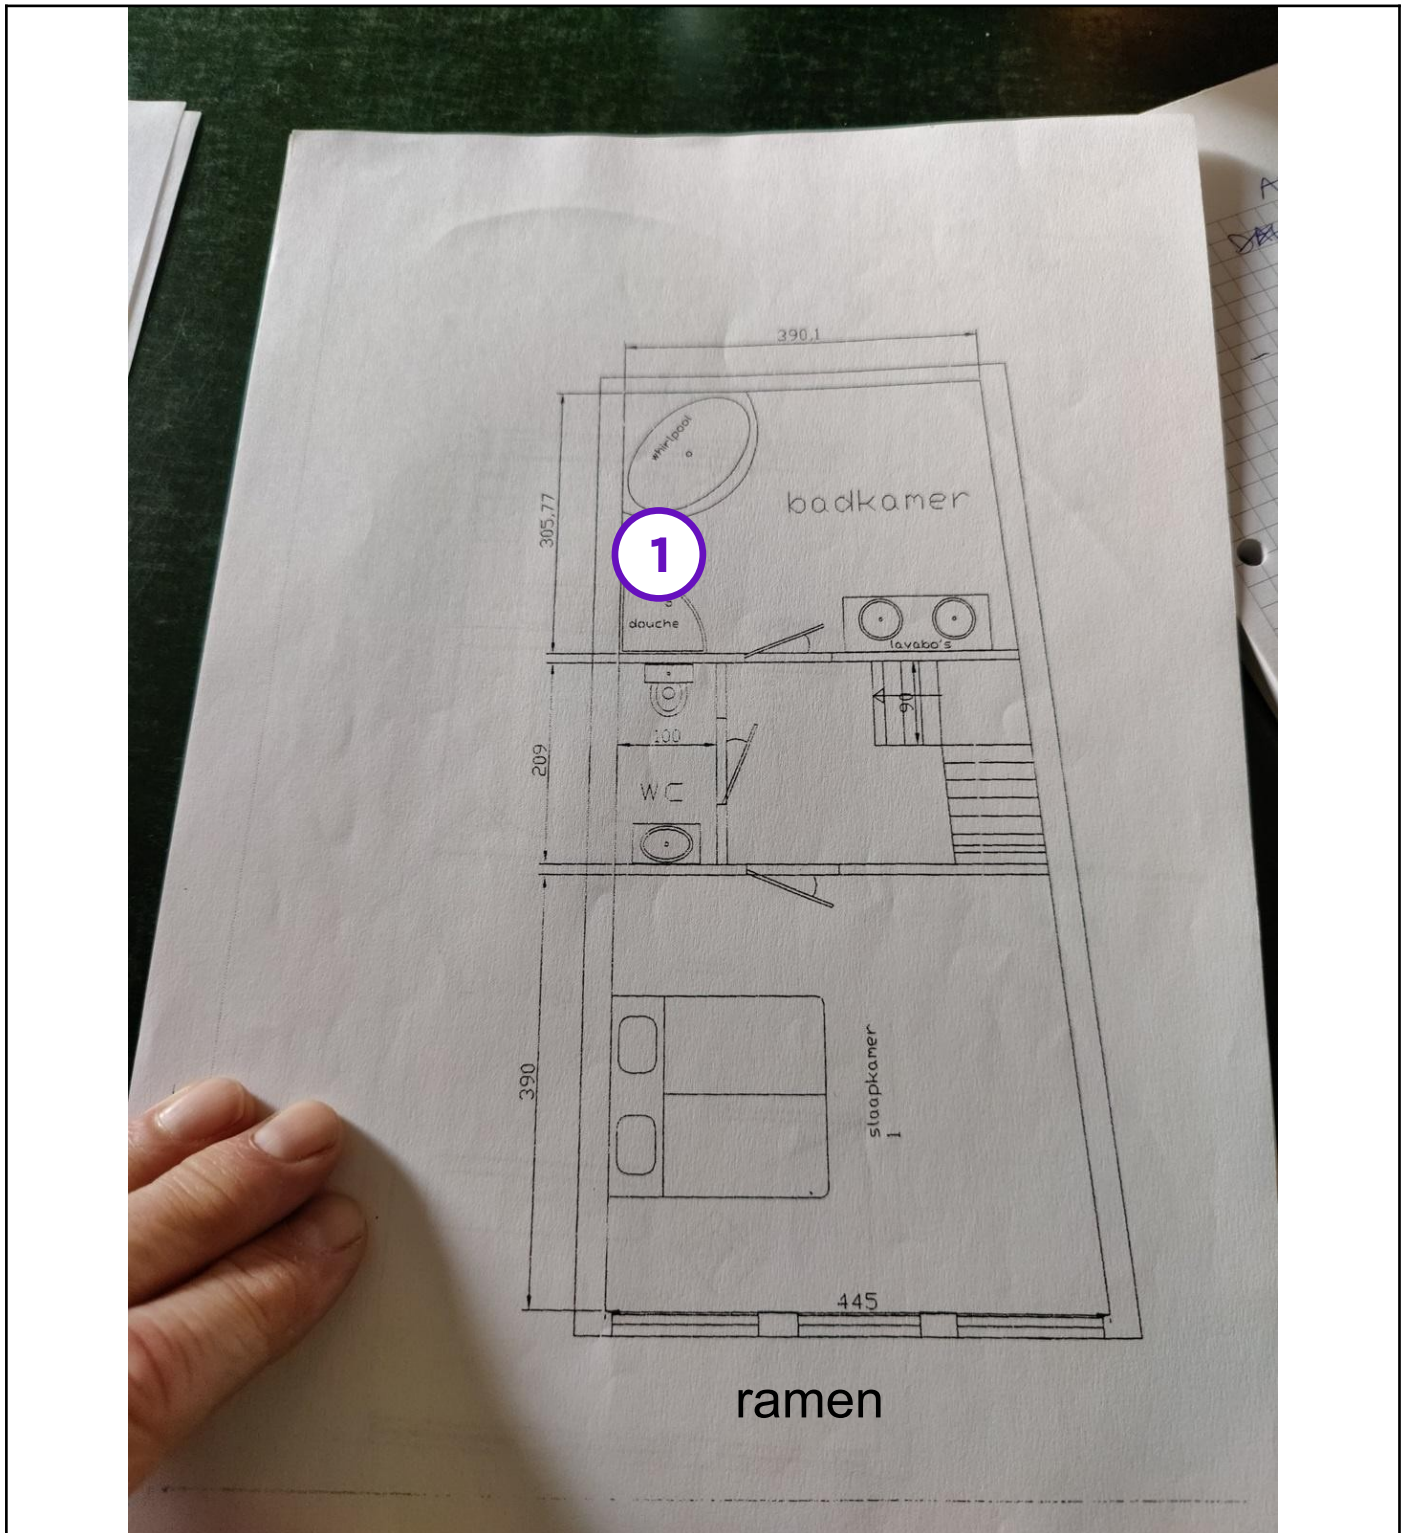 390,1
whirlpool
305,77
badkamer
1
douche
lavabo's
90
100
209
WC
390
slaapkamer
1
445
ramen